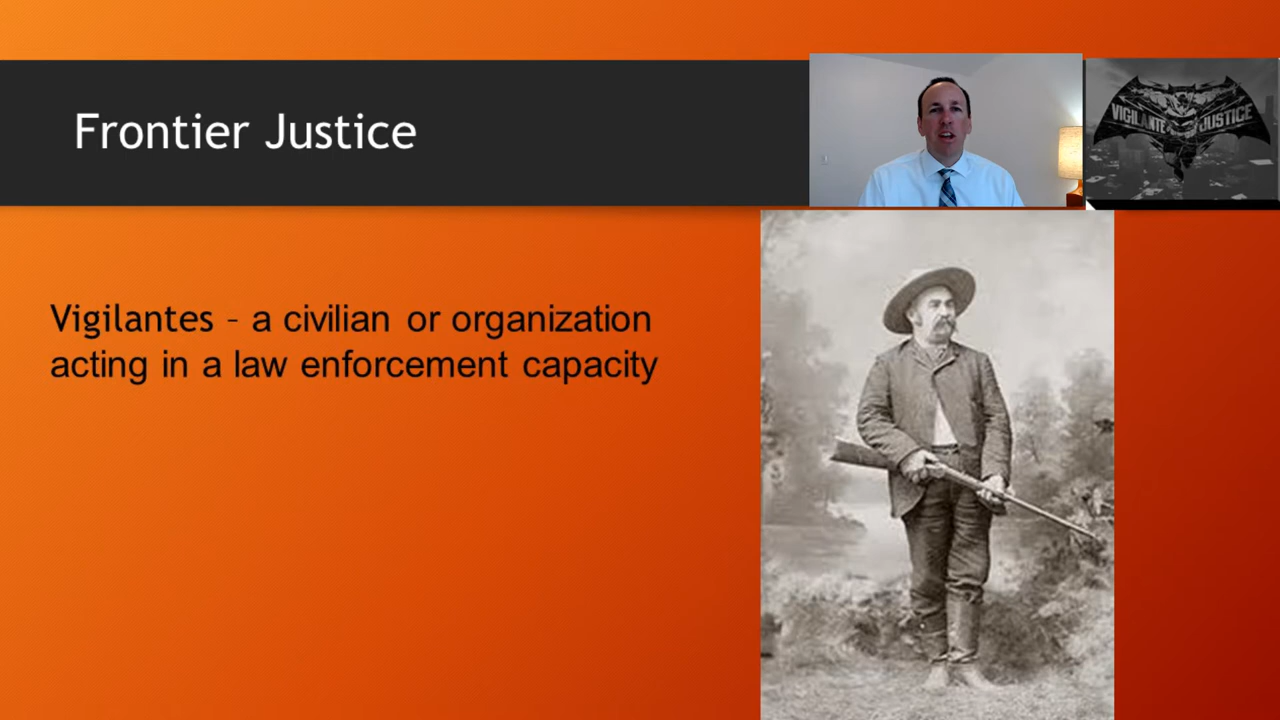 Frontier Justice
VIGILANTE JUSTICE
Vigilantes – a civilian or organization
acting in a law enforcement capacity